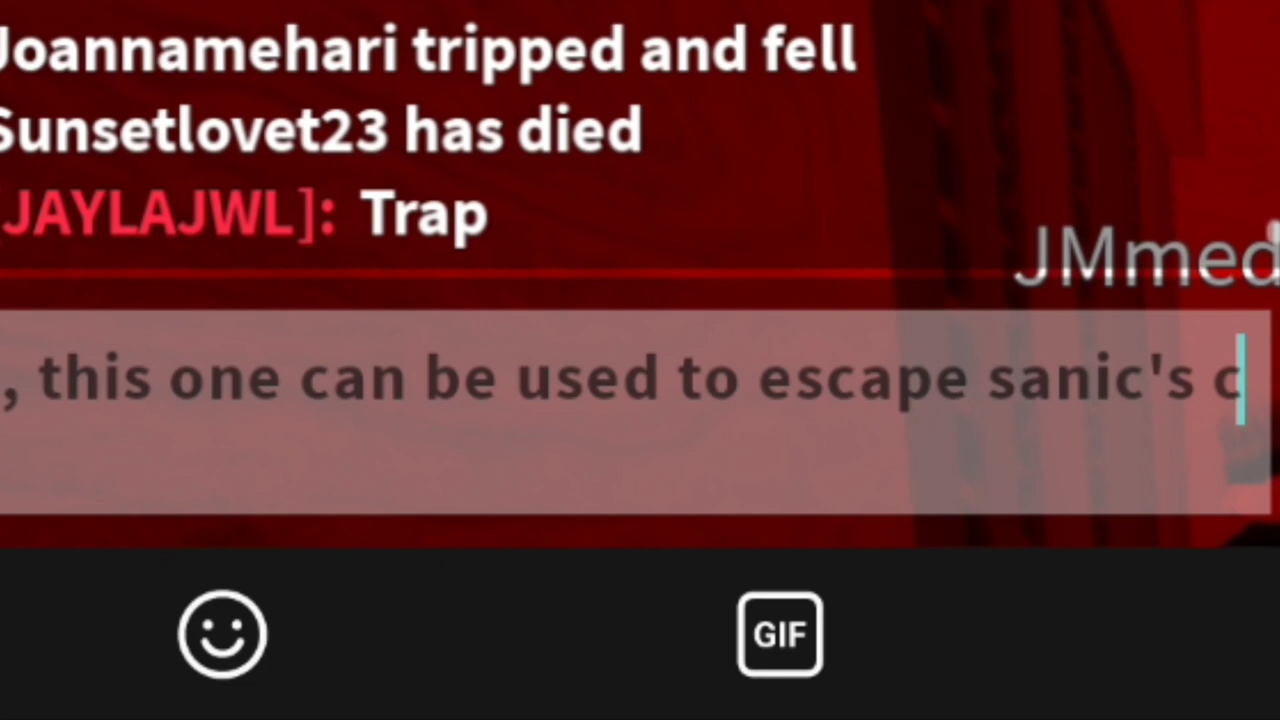 Joannamehari tripped and fell
Sunsetlovet23 has died
[JAYLAJWL]: Trap
JMmed
, this one can be used to escape sanic's c
GIF